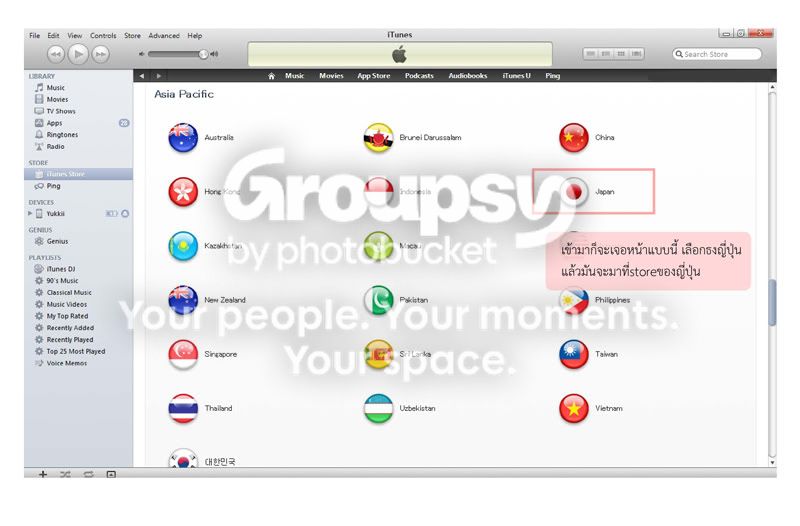 File Edit View Controls Store Advanced Help
iTunes
Search Store
LIBRARY
Music
Movies
TV Shows
Apps
Ringtones
Radio
STORE
iTunes Store
Ping
DEVICES
Yukkii
GENIUS
Genius
PLAYLISTS
iTunes DJ
90's Music
Classical Music
Music Videos
My Top Rated
Recently Added
Recently Played
Top 25 Most Played
Voice Memos
Music Movies App Store Podcasts Audiobooks iTunes U Ping
Asia Pacific
Australia Brunei Darussalam China
Hong Kong Indonesia Japan
Kazakhstan Macau
New Zealand Pakistan Philippines
Singapore Sri Lanka Taiwan
Thailand Uzbekistan Vietnam
대한민국
เข้ามาก็จะเจอหน้าแบบนี้ เลือกธงญี่ปุ่น
แล้วมันจะมาที่storeของญี่ปุ่น
Groupsy
by photobucket
Your people. Your moments.
Your space.